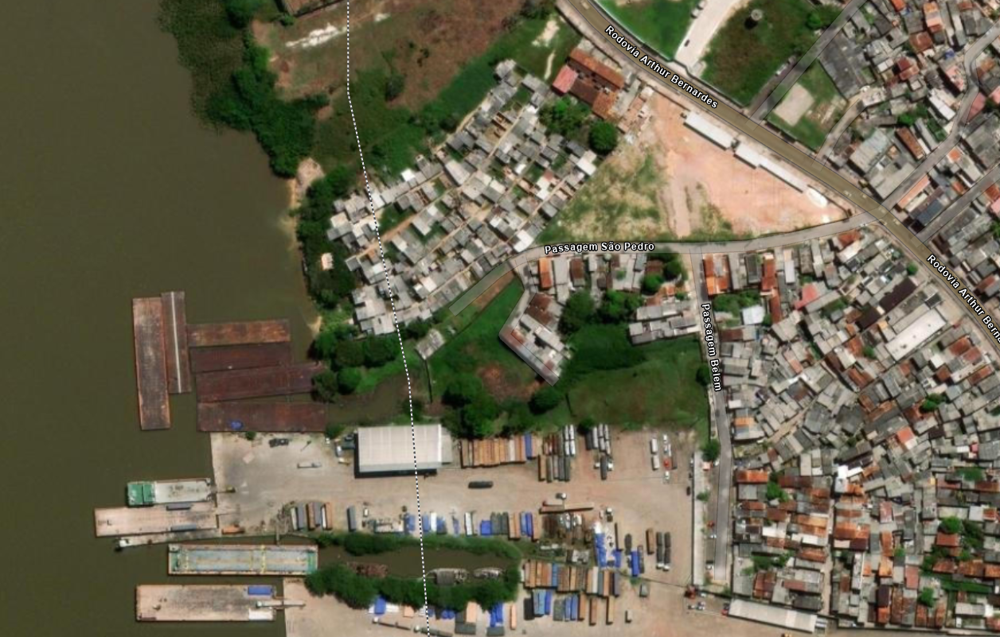 Rodovia Arthur Bernardes
Passagem São Pedro
Rodovia Arthur Berna
Passagem Belém